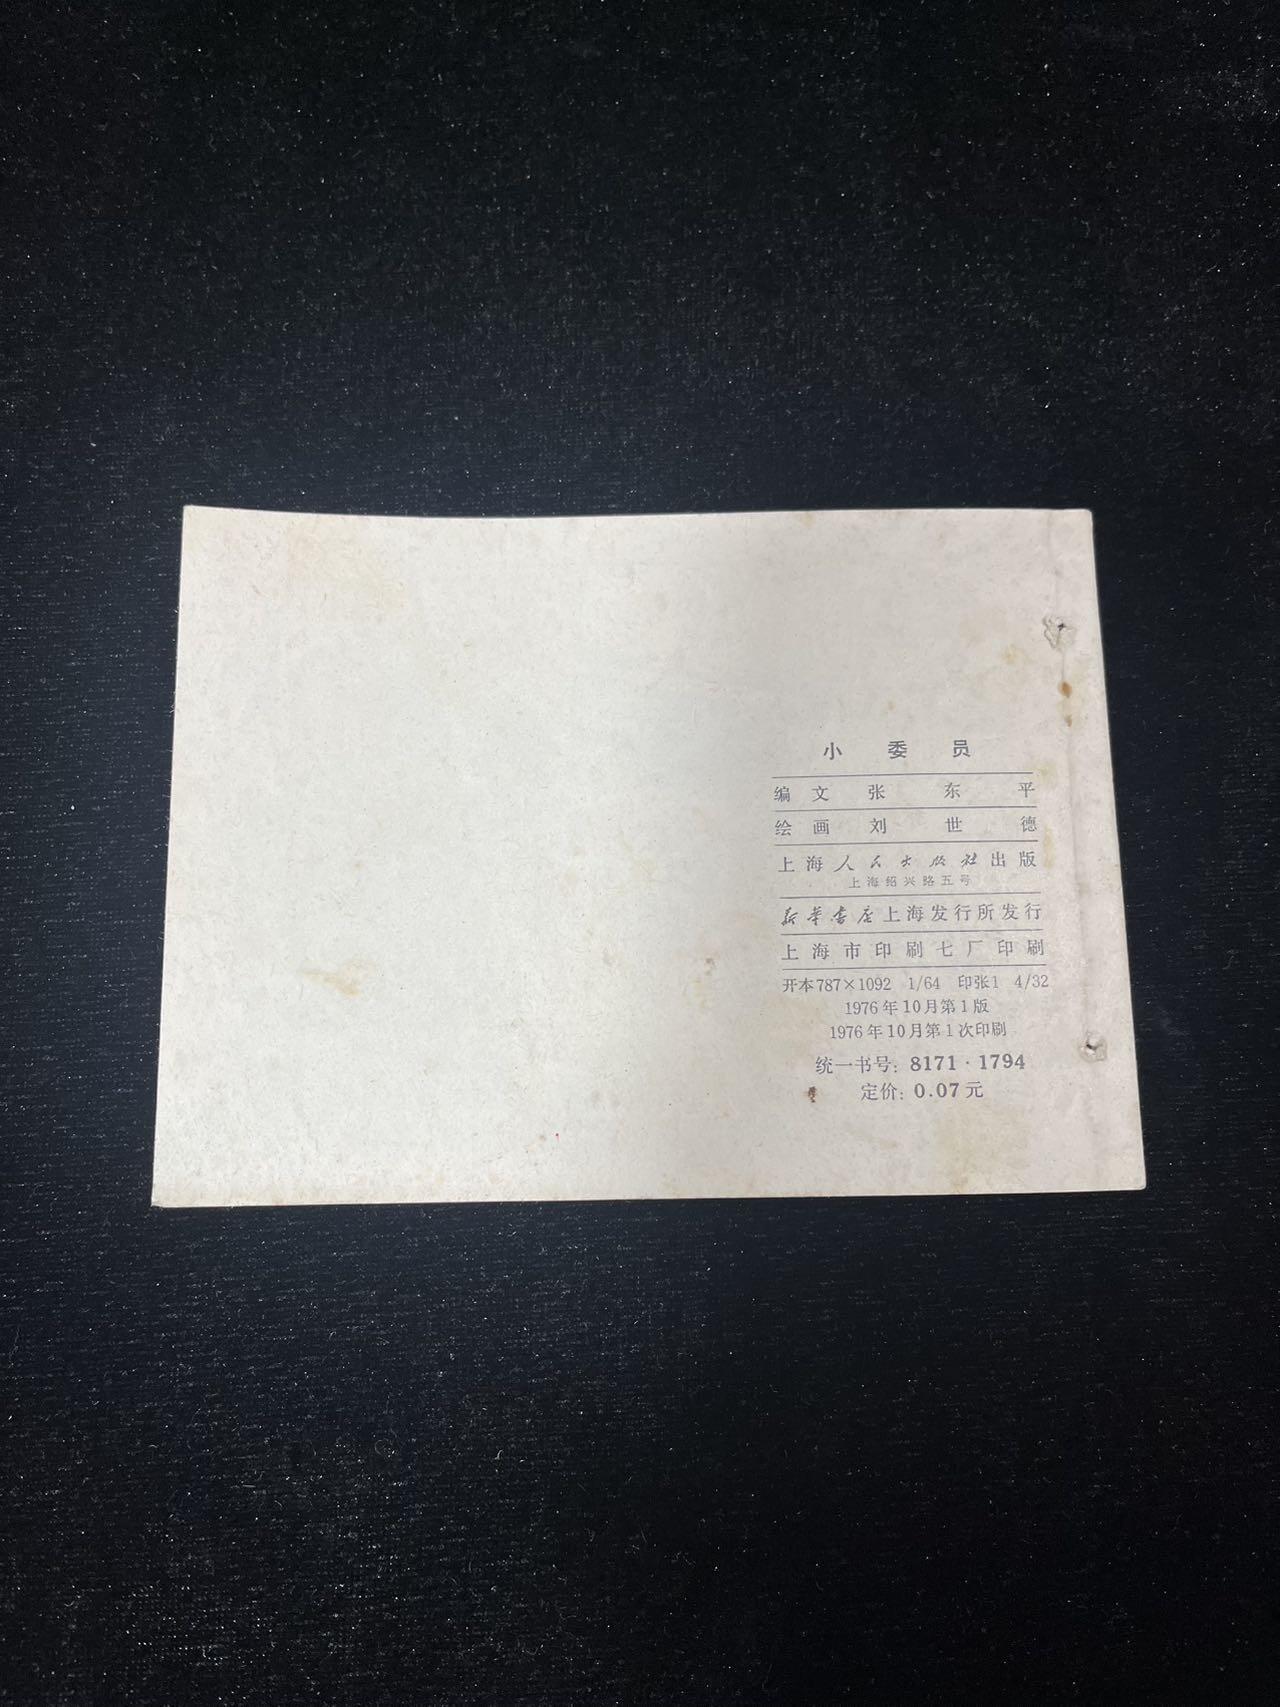 小委员
编文 张东平
绘画 刘世德
上海人民出版社出版
上海绍兴路五号
新华书店上海发行所发行
上海市印刷七厂印刷
开本787×1092 1/64 印张1 4/32
1976年10月第1版
1976年10月第1次印刷
统一书号：8171·1794
定价：0.07元